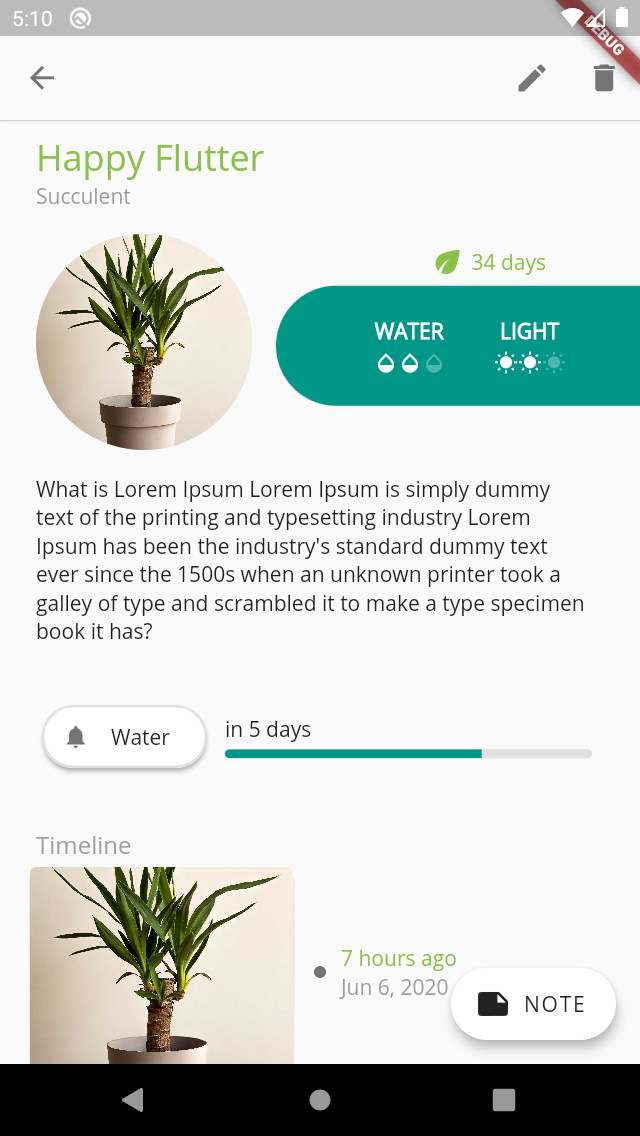 5:10
DEBUG
Happy Flutter
Succulent
34 days
WATER LIGHT
What is Lorem Ipsum Lorem Ipsum is simply dummy
text of the printing and typesetting industry Lorem
Ipsum has been the industry's standard dummy text
ever since the 1500s when an unknown printer took a
galley of type and scrambled it to make a type specimen
book it has?
Water
in 5 days
Timeline
7 hours ago
Jun 6, 2020
NOTE